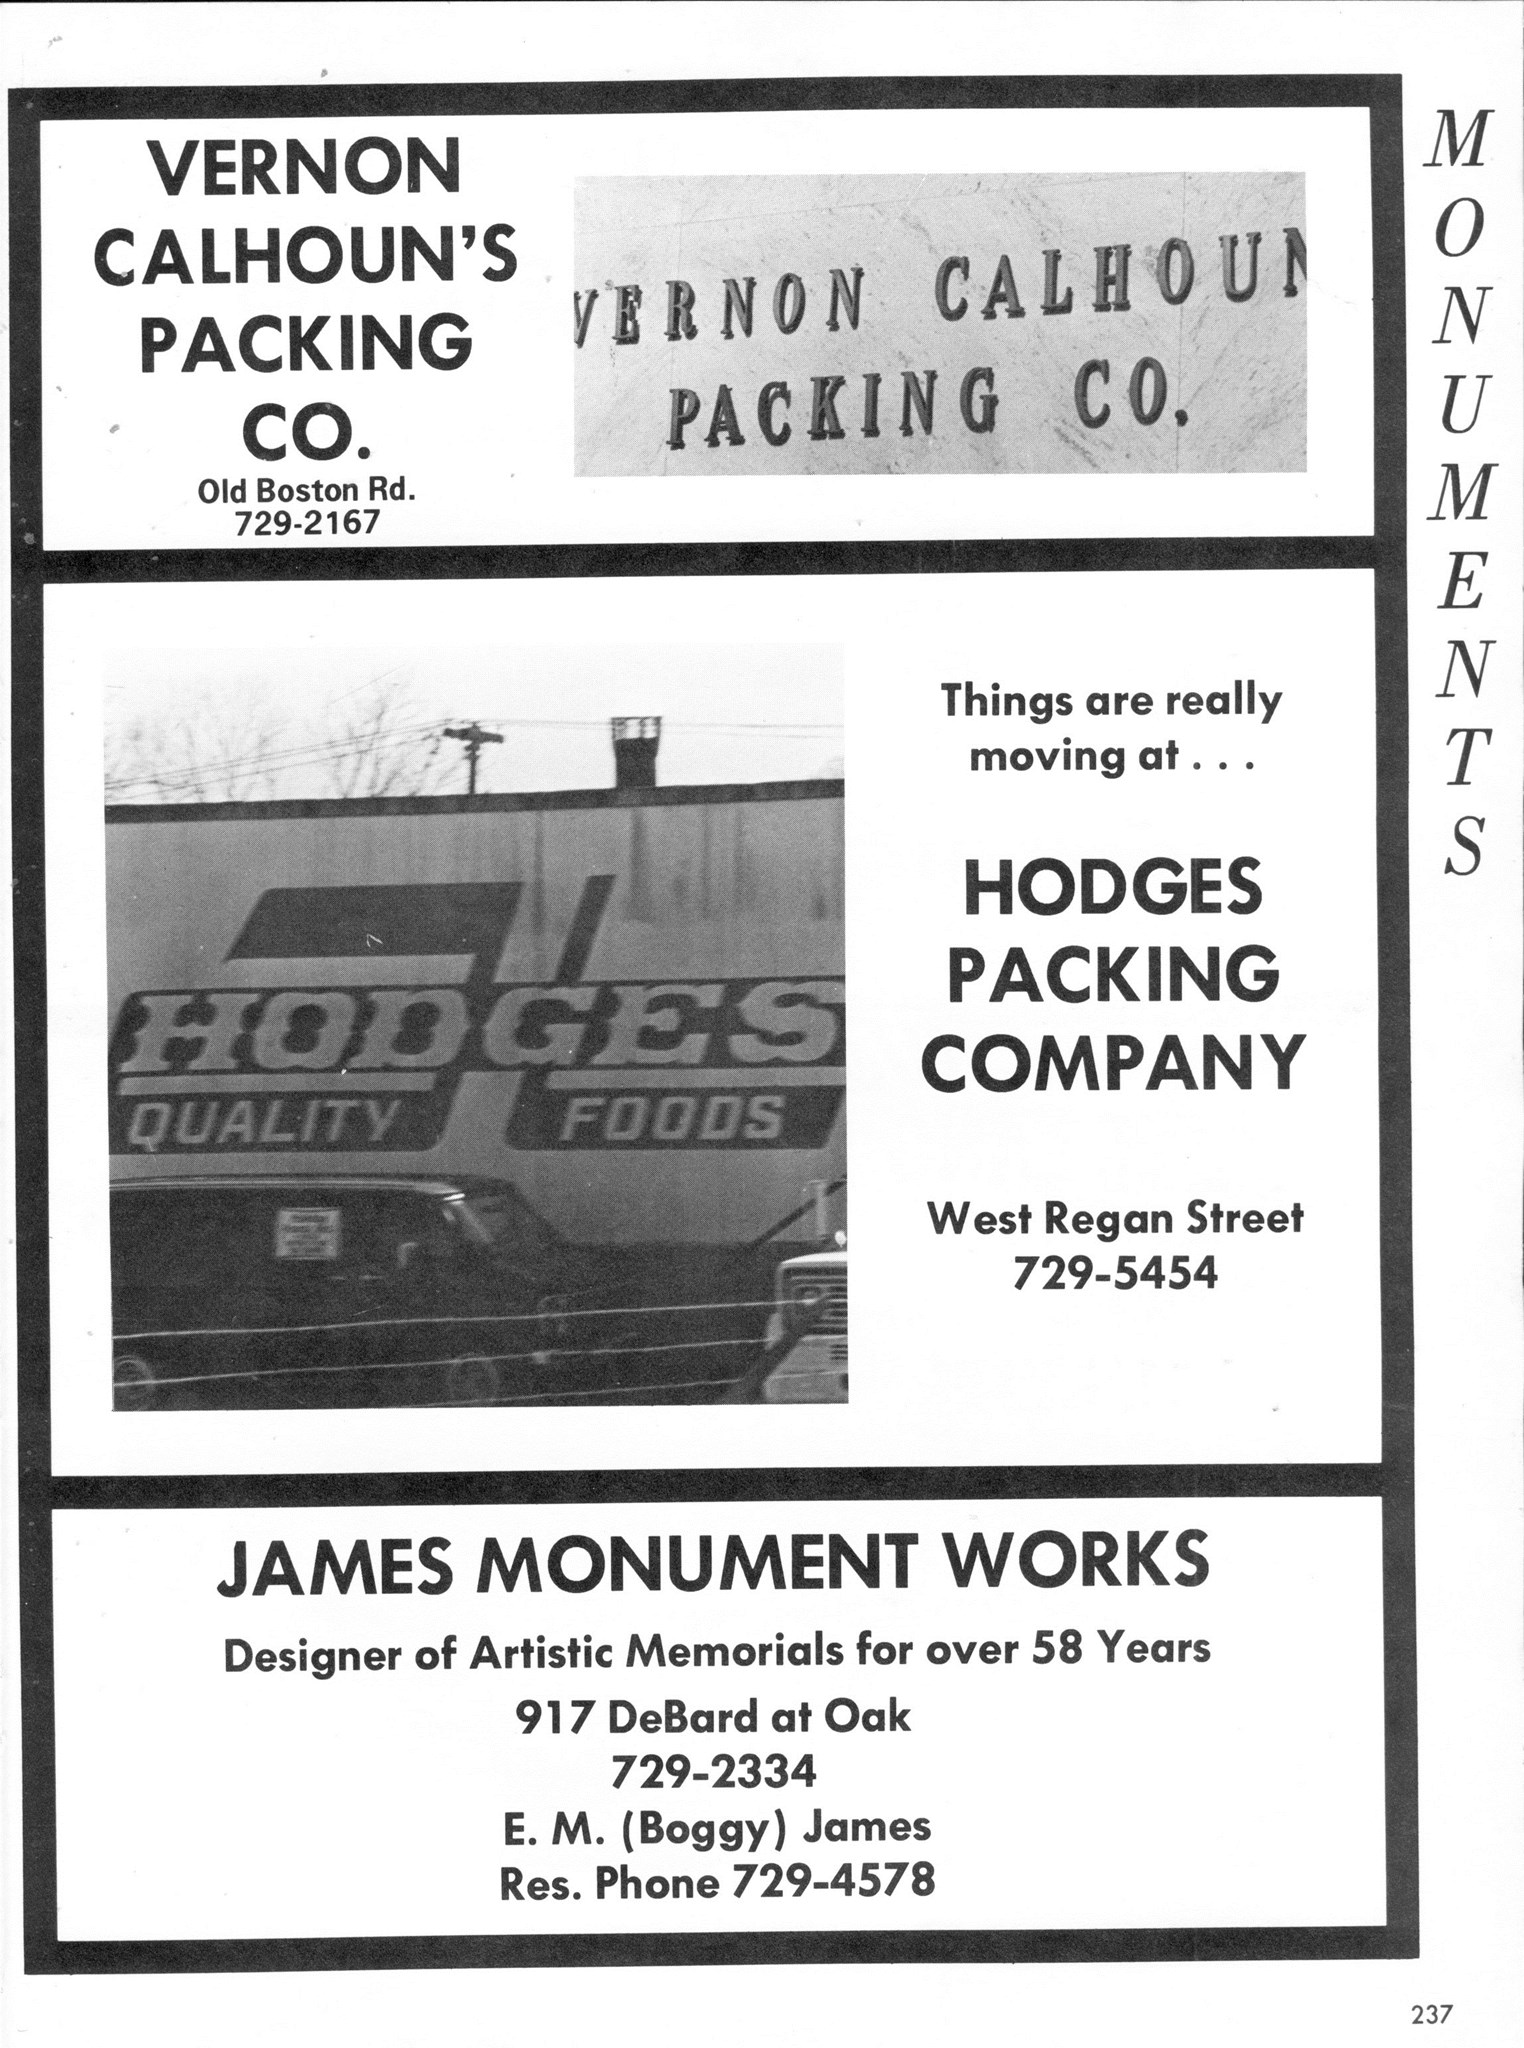 VERNON
CALHOUN'S
PACKING
CO.
Old Boston Rd.
729-2167
VERNON CALHOUN
PACKING CO.
Things are really
moving at . . .
HODGES
PACKING
COMPANY
West Regan Street
729-5454
HODGES
QUALITY FOODS
JAMES MONUMENT WORKS
Designer of Artistic Memorials for over 58 Years
917 DeBard at Oak
729-2334
E. M. (Boggy) James
Res. Phone 729-4578
MONUMENTS
237